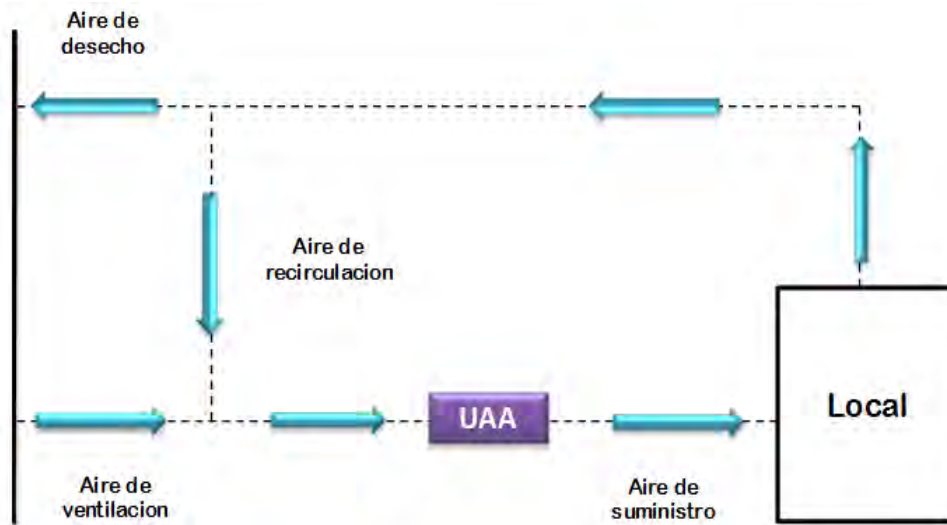 Aire de
desecho
Aire de
recirculacion
UAA
Local
Aire de
ventilacion
Aire de
suministro